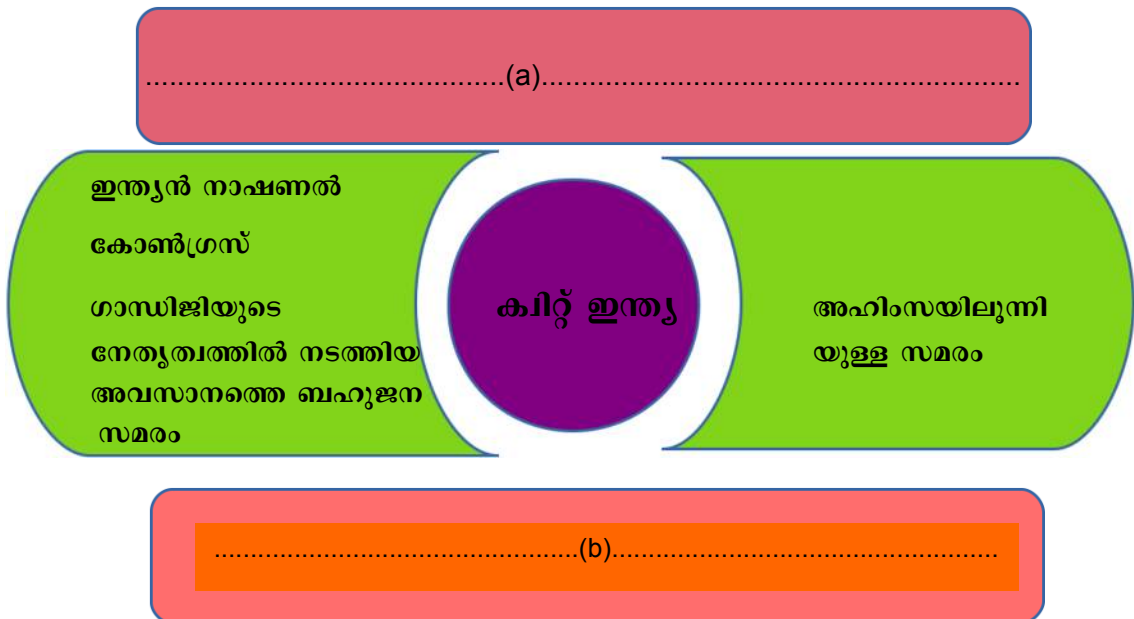 ............................................(a)...........................................................
ഇന്ത്യൻ നാഷണൽ
കോൺഗ്രസ്
ഗാന്ധിജിയുടെ
നേതൃത്വത്തിൽ നടത്തിയ
അവസാനത്തെ ബഹുജന
സമരം
ക്വിറ്റ് ഇന്ത്യ
അഹിംസയിലൂന്നി
യുള്ള സമരം
..................................................(b).....................................................